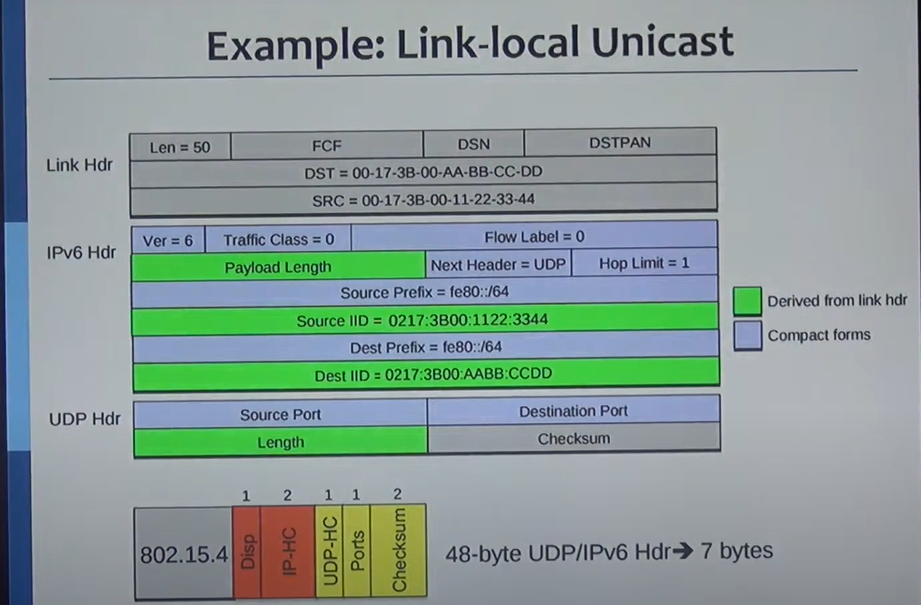 Example: Link-local Unicast
Link Hdr
Len = 50 FCF DSN DSTPAN
DST = 00-17-3B-00-AA-BB-CC-DD
SRC = 00-17-3B-00-11-22-33-44
IPv6 Hdr
Ver = 6 Traffic Class = 0 Flow Label = 0
Payload Length Next Header = UDP Hop Limit = 1
Source Prefix = fe80::/64
Source IID = 0217:3B00:1122:3344
Dest Prefix = fe80::/64
Dest IID = 0217:3B00:AABB:CCDD
Derived from link hdr
Compact forms
UDP Hdr
Source Port Destination Port
Length Checksum
1 2 1 1 2
802.15.4 Disp IP-HC UDP-HC Ports Checksum
48-byte UDP/IPv6 Hdr➔ 7 bytes